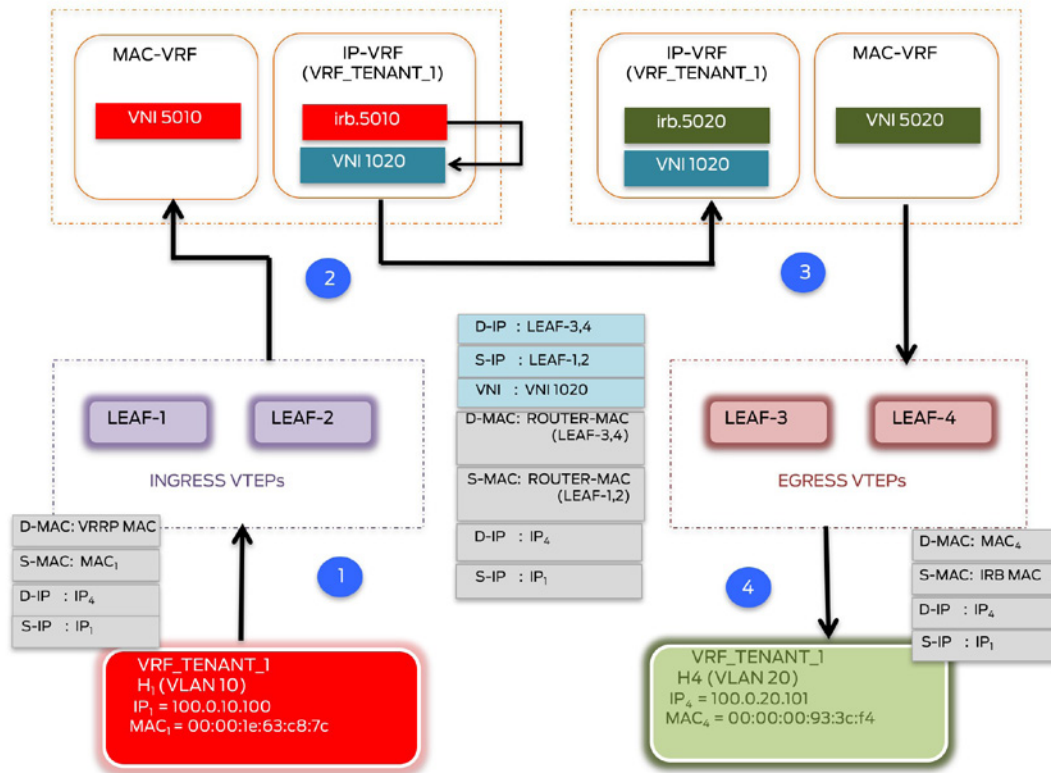 MAC-VRF
VNI 5010
IP-VRF
(VRF_TENANT_1)
irb.5010
VNI 1020
IP-VRF
(VRF_TENANT_1)
irb.5020
VNI 1020
MAC-VRF
VNI 5020
2
3
D-IP : LEAF-3,4
S-IP : LEAF-1,2
VNI : VNI 1020
D-MAC: ROUTER-MAC
(LEAF-3,4)
S-MAC: ROUTER-MAC
(LEAF-1,2)
D-IP : IP₄
S-IP : IP₁
LEAF-1
LEAF-2
INGRESS VTEPs
LEAF-3
LEAF-4
EGRESS VTEPs
D-MAC: VRRP MAC
S-MAC: MAC₁
D-IP : IP₄
S-IP : IP₁
1
4
D-MAC: MAC₄
S-MAC: IRB MAC
D-IP : IP₄
S-IP : IP₁
VRF_TENANT_1
H₁ (VLAN 10)
IP₁ = 100.0.10.100
MAC₁ = 00:00:1e:63:c8:7c
VRF_TENANT_1
H4 (VLAN 20)
IP₄ = 100.0.20.101
MAC₄ = 00:00:00:93:3c:f4